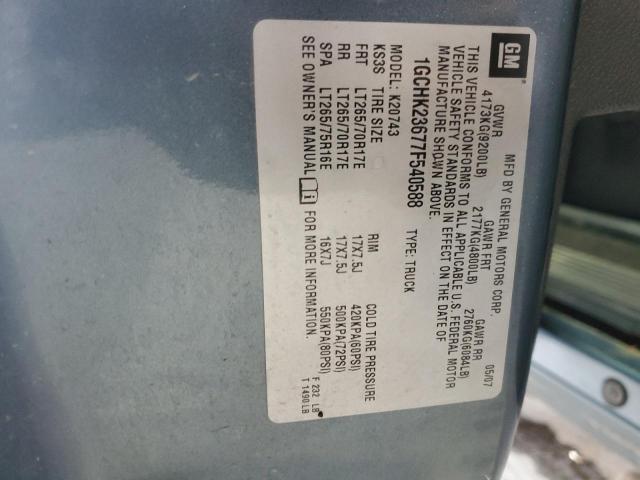 GM
MFD BY GENERAL MOTORS CORP. 05/07
GVWR GAWR FRT GAWR RR
4173KG(9200LB) 2177KG(4800LB) 2760KG(6084LB)
THIS VEHICLE CONFORMS TO ALL APPLICABLE U.S. FEDERAL MOTOR
VEHICLE SAFETY STANDARDS IN EFFECT ON THE DATE OF
MANUFACTURE SHOWN ABOVE.
1GCHK23677F540588 TYPE: TRUCK
MODEL: K20743
KS3S TIRE SIZE RIM COLD TIRE PRESSURE
FRT LT265/70R17E 17X7.5J 420KPA(60PSI)
RR LT265/70R17E 17X7.5J 500KPA(72PSI)
SPA LT265/75R16E 16X7J 550KPA(80PSI)
SEE OWNER'S MANUAL i FOR MORE INFORMATION.
F 232 LB
T 1490 LB